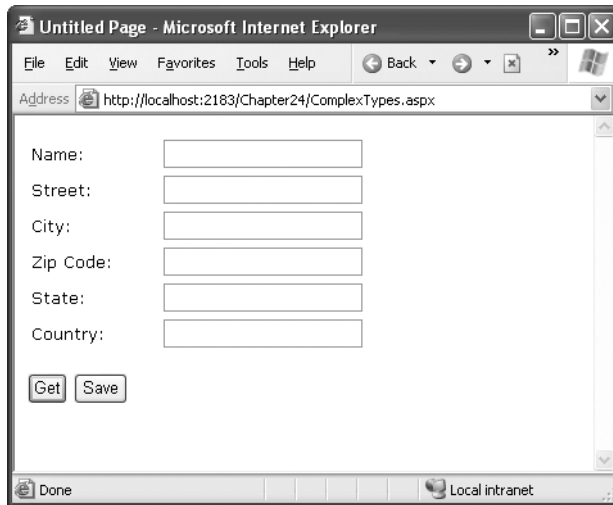 Untitled Page - Microsoft Internet Explorer
File Edit View Favorites Tools Help Back »
Address http://localhost:2183/Chapter24/ComplexTypes.aspx
Name:
Street:
City:
Zip Code:
State:
Country:
Get Save
Done Local intranet